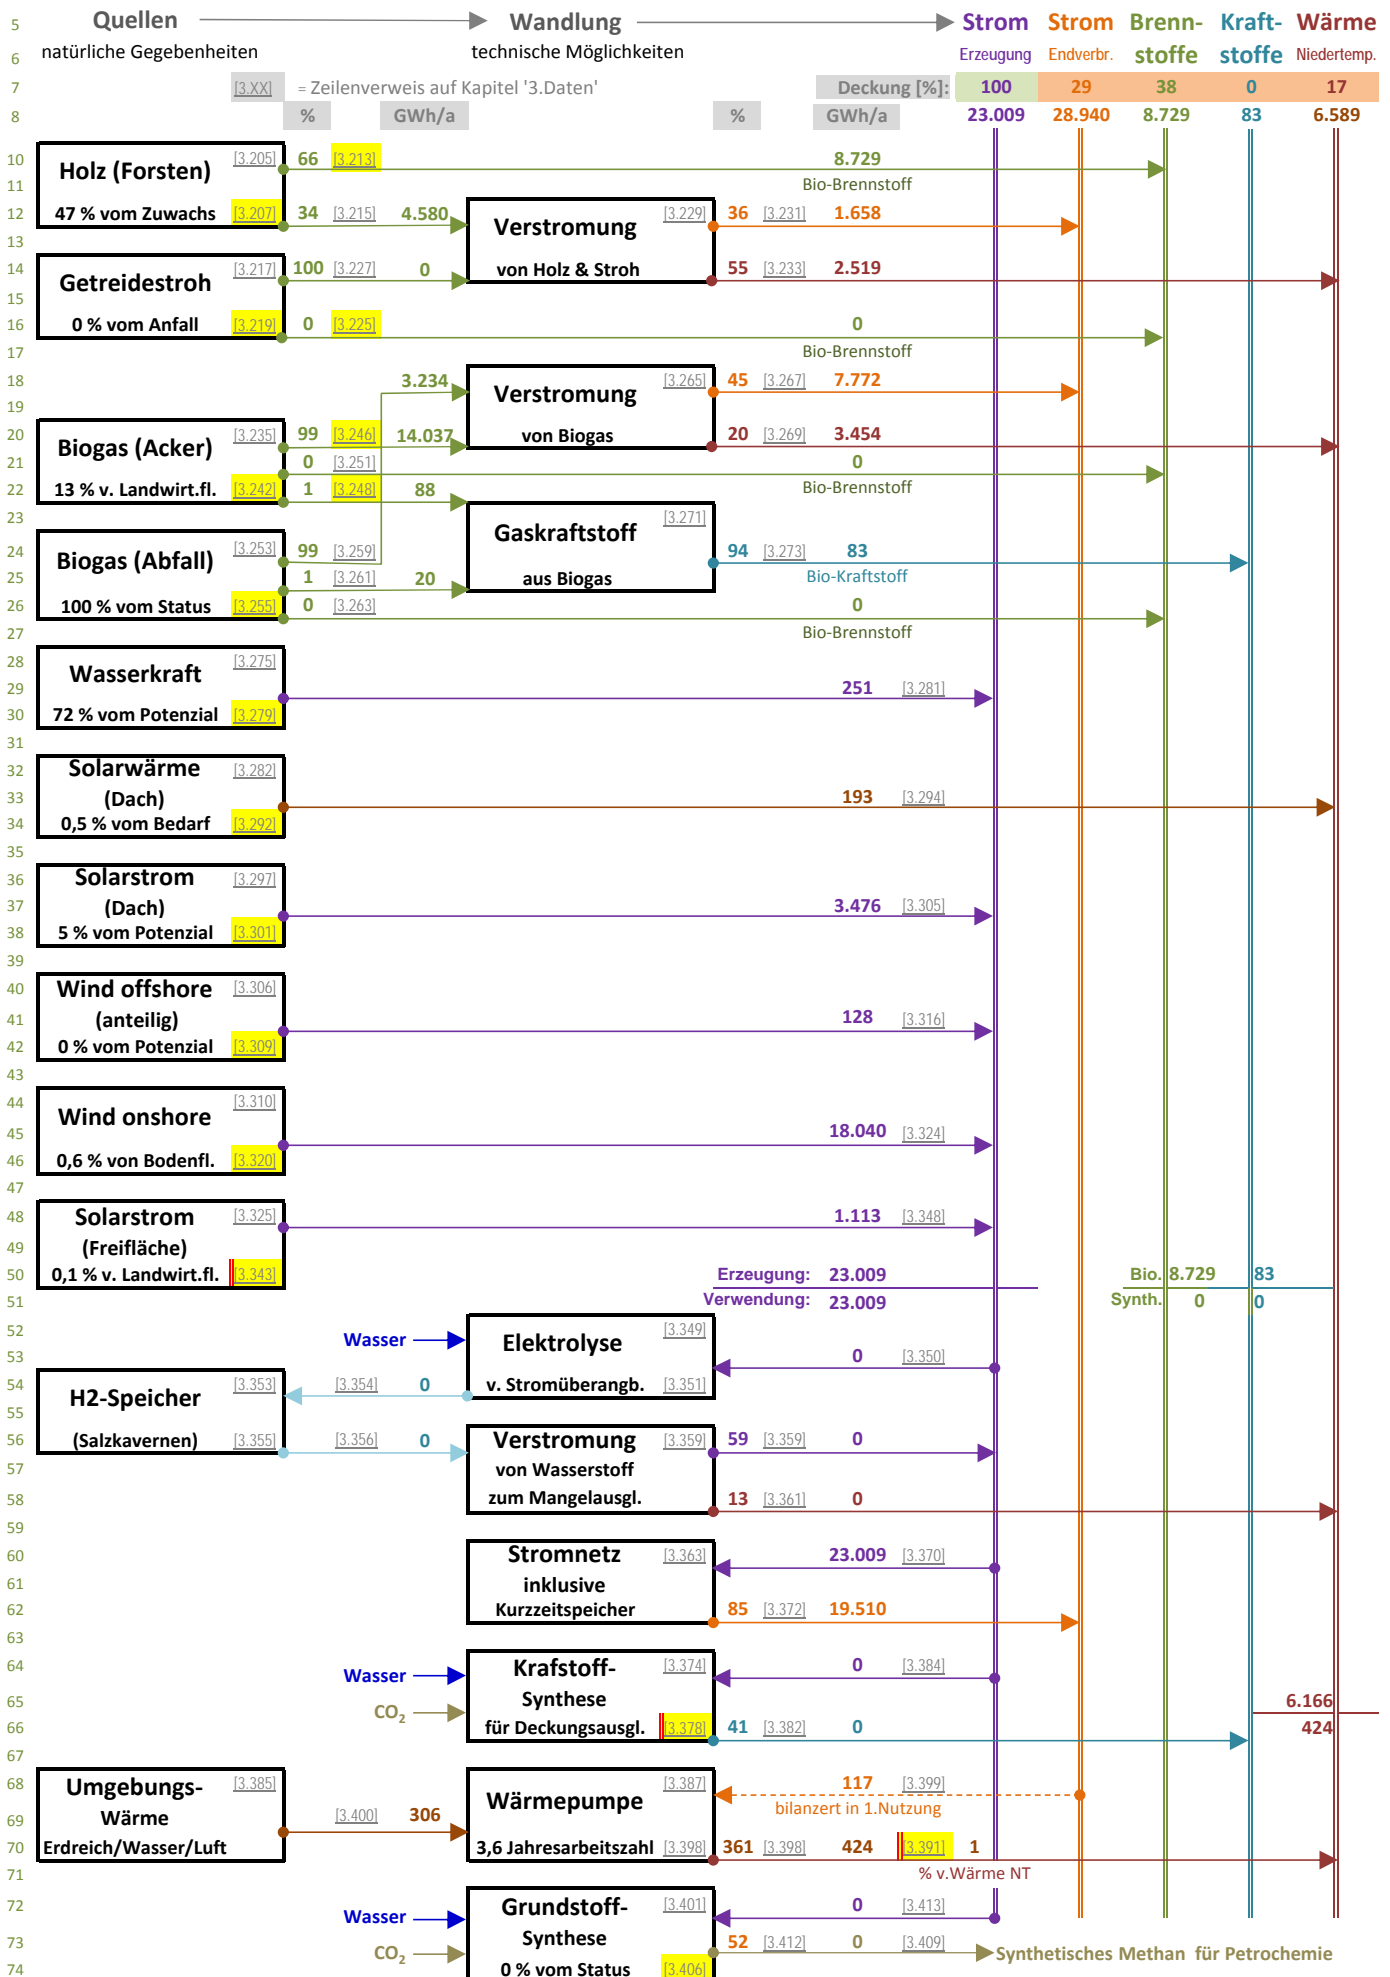 5 Quellen Wandlung Strom Strom Brenn- Kraft- Wärme
6 natürliche Gegebenheiten technische Möglichkeiten Erzeugung Endverbr. stoffe stoffe Niedertemp.
7 [3.XX] = Zeilenverweis auf Kapitel '3.Daten' Deckung [%]: 100 29 38 0 17
8 % GWh/a % GWh/a 23.009 28.940 8.729 83 6.589
10 Holz (Forsten) [3.205] 66 [3.213] 8.729
11 Bio-Brennstoff
12 47 % vom Zuwachs [3.207] 34 [3.215] 4.580 Verstromung [3.229] 36 [3.231] 1.658
13
14 Getreidestroh [3.217] 100 [3.227] 0 von Holz & Stroh 55 [3.233] 2.519
15
16 0 % vom Anfall [3.219] 0 [3.225] 0
17 Bio-Brennstoff
18 3.234 Verstromung [3.265] 45 [3.267] 7.772
19
20 Biogas (Acker) [3.235] 99 [3.246] 14.037 von Biogas 20 [3.269] 3.454
21 0 [3.251] 0
22 13 % v. Landwirt.fl. [3.242] 1 [3.248] 88 Bio-Brennstoff
23 Gaskraftstoff [3.271]
24 Biogas (Abfall) [3.253] 99 [3.259] 94 [3.273] 83
25 1 [3.261] 20 aus Biogas Bio-Kraftstoff
26 100 % vom Status [3.255] 0 [3.263] 0
27 Bio-Brennstoff
28 Wasserkraft [3.275]
29 251 [3.281]
30 72 % vom Potenzial [3.279]
31
32 Solarwärme [3.282]
33 (Dach) 193 [3.294]
34 0,5 % vom Bedarf [3.292]
35
36 Solarstrom [3.297]
37 (Dach) 3.476 [3.305]
38 5 % vom Potenzial [3.301]
39
40 Wind offshore [3.306]
41 (anteilig) 128 [3.316]
42 0 % vom Potenzial [3.309]
43
44 Wind onshore [3.310]
45 18.040 [3.324]
46 0,6 % von Bodenfl. [3.320]
47
48 Solarstrom [3.325] 1.113 [3.348]
49 (Freifläche)
50 0,1 % v. Landwirt.fl. [3.343] Erzeugung: 23.009 Bio. 8.729 83
51 Verwendung: 23.009 Synth. 0 0
52 Wasser Elektrolyse [3.349]
53 0 [3.350]
54 H2-Speicher [3.353] [3.354] 0 v. Stromüberangb. [3.351]
55
56 (Salzkavernen) [3.355] [3.356] 0 Verstromung [3.359] 59 [3.359] 0
57 von Wasserstoff
58 zum Mangelausgl. 13 [3.361] 0
59
60 Stromnetz [3.363] 23.009 [3.370]
61 inklusive
62 Kurzzeitspeicher 85 [3.372] 19.510
63
64 Wasser Krafstoff- [3.374] 0 [3.384]
65 CO2 Synthese 6.166
66 für Deckungsausgl. [3.378] 41 [3.382] 0 424
67
68 Umgebungs- [3.385] Wärmepumpe [3.387] 117 [3.399]
69 Wärme [3.400] 306 bilanzert in 1.Nutzung
70 Erdreich/Wasser/Luft 3,6 Jahresarbeitszahl [3.398] 361 [3.398] 424 [3.391] 1
71 % v.Wärme NT
72 Wasser Grundstoff- [3.401] 0 [3.413]
73 CO2 Synthese 52 [3.412] 0 [3.409] Synthetisches Methan für Petrochemie
74 0 % vom Status [3.406]